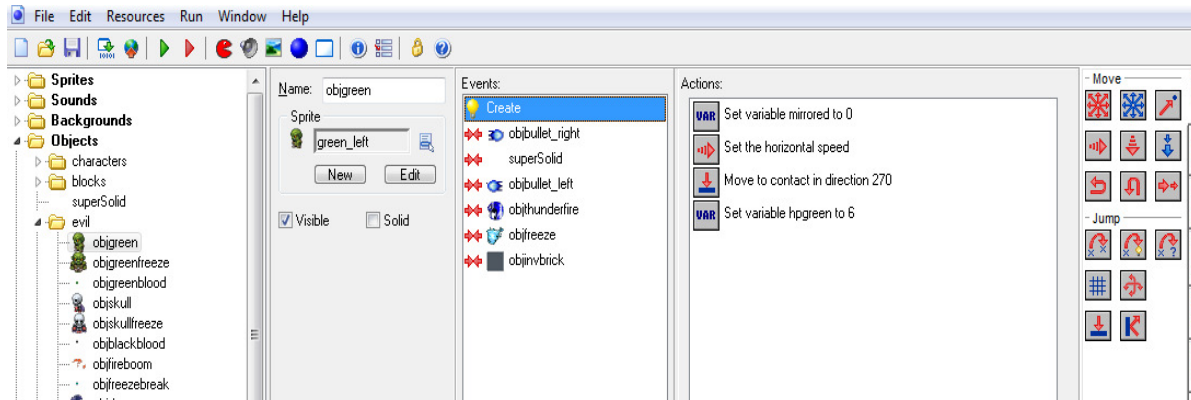 File Edit Resources Run Window Help
Sprites
Sounds
Backgrounds
Objects
characters
blocks
superSolid
evil
objgreen
objgreenfreeze
objgreenblood
objskull
objskullfreeze
objblackblood
objfireboom
objfreezebreak
Name: objgreen
Sprite
green_left
New Edit
Visible Solid
Events:
Create
objbullet_right
superSolid
objbullet_left
objthunderfire
objfreeze
objinvbrick
Actions:
VAR Set variable mirrored to 0
Set the horizontal speed
Move to contact in direction 270
VAR Set variable hpgreen to 6
Move
Jump